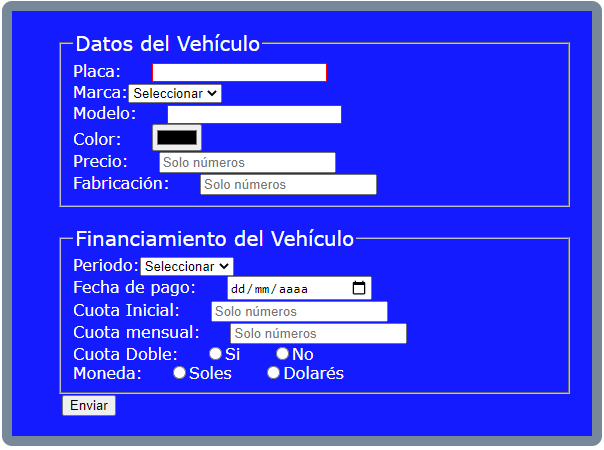 Datos del Vehículo
Placa:
Marca: Seleccionar
Modelo:
Color:
Precio: Solo números
Fabricación: Solo números
Financiamiento del Vehículo
Periodo: Seleccionar
Fecha de pago: dd/mm/aaaa
Cuota Inicial: Solo números
Cuota mensual: Solo números
Cuota Doble: Si No
Moneda: Soles Dolarés
Enviar